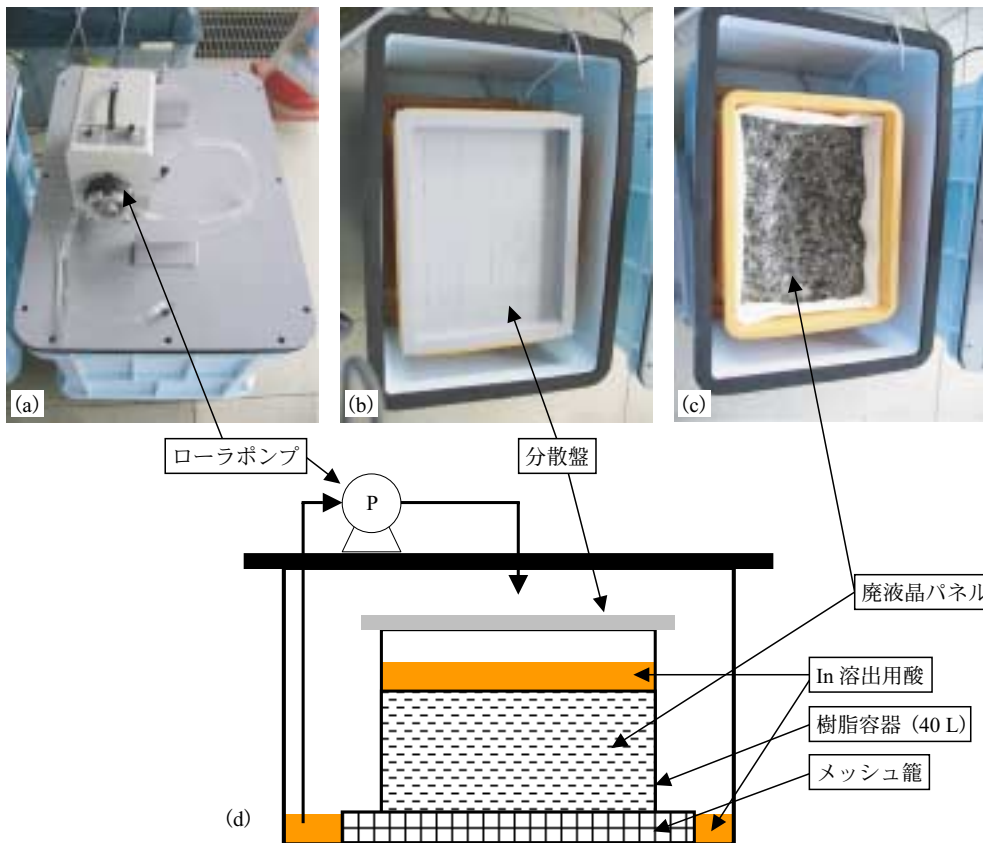 (a)
(b)
(c)
ローラポンプ
分散盤
P
廃液晶パネル
In 溶出用酸
樹脂容器 (40 L)
メッシュ籠
(d)